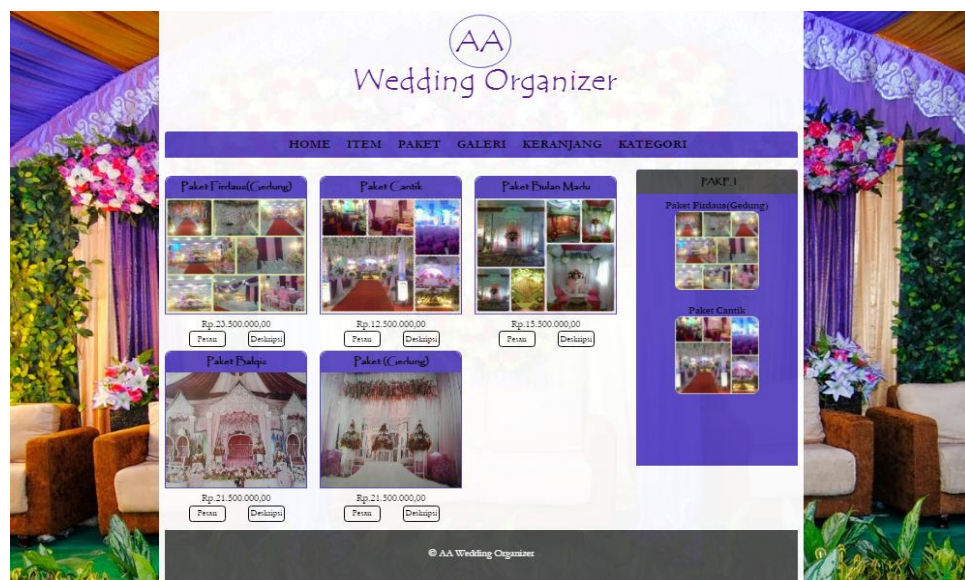 AA
Wedding Organizer
HOME ITEM PAKET GALERI KERANJANG KATEGORI
Paket Firdaus(Gedung) Paket Cantik Paket Bulan Madu
Rp.23.500.000,00 Rp.12.500.000,00 Rp.15.500.000,00
Pesan Deskripsi Pesan Deskripsi Pesan Deskripsi
Paket Balqis Paket (Gedung)
Rp.21.500.000,00 Rp.21.500.000,00
Pesan Deskripsi Pesan Deskripsi
Paket Firdaus(Gedung)
Paket Cantik
© AA Wedding Organizer